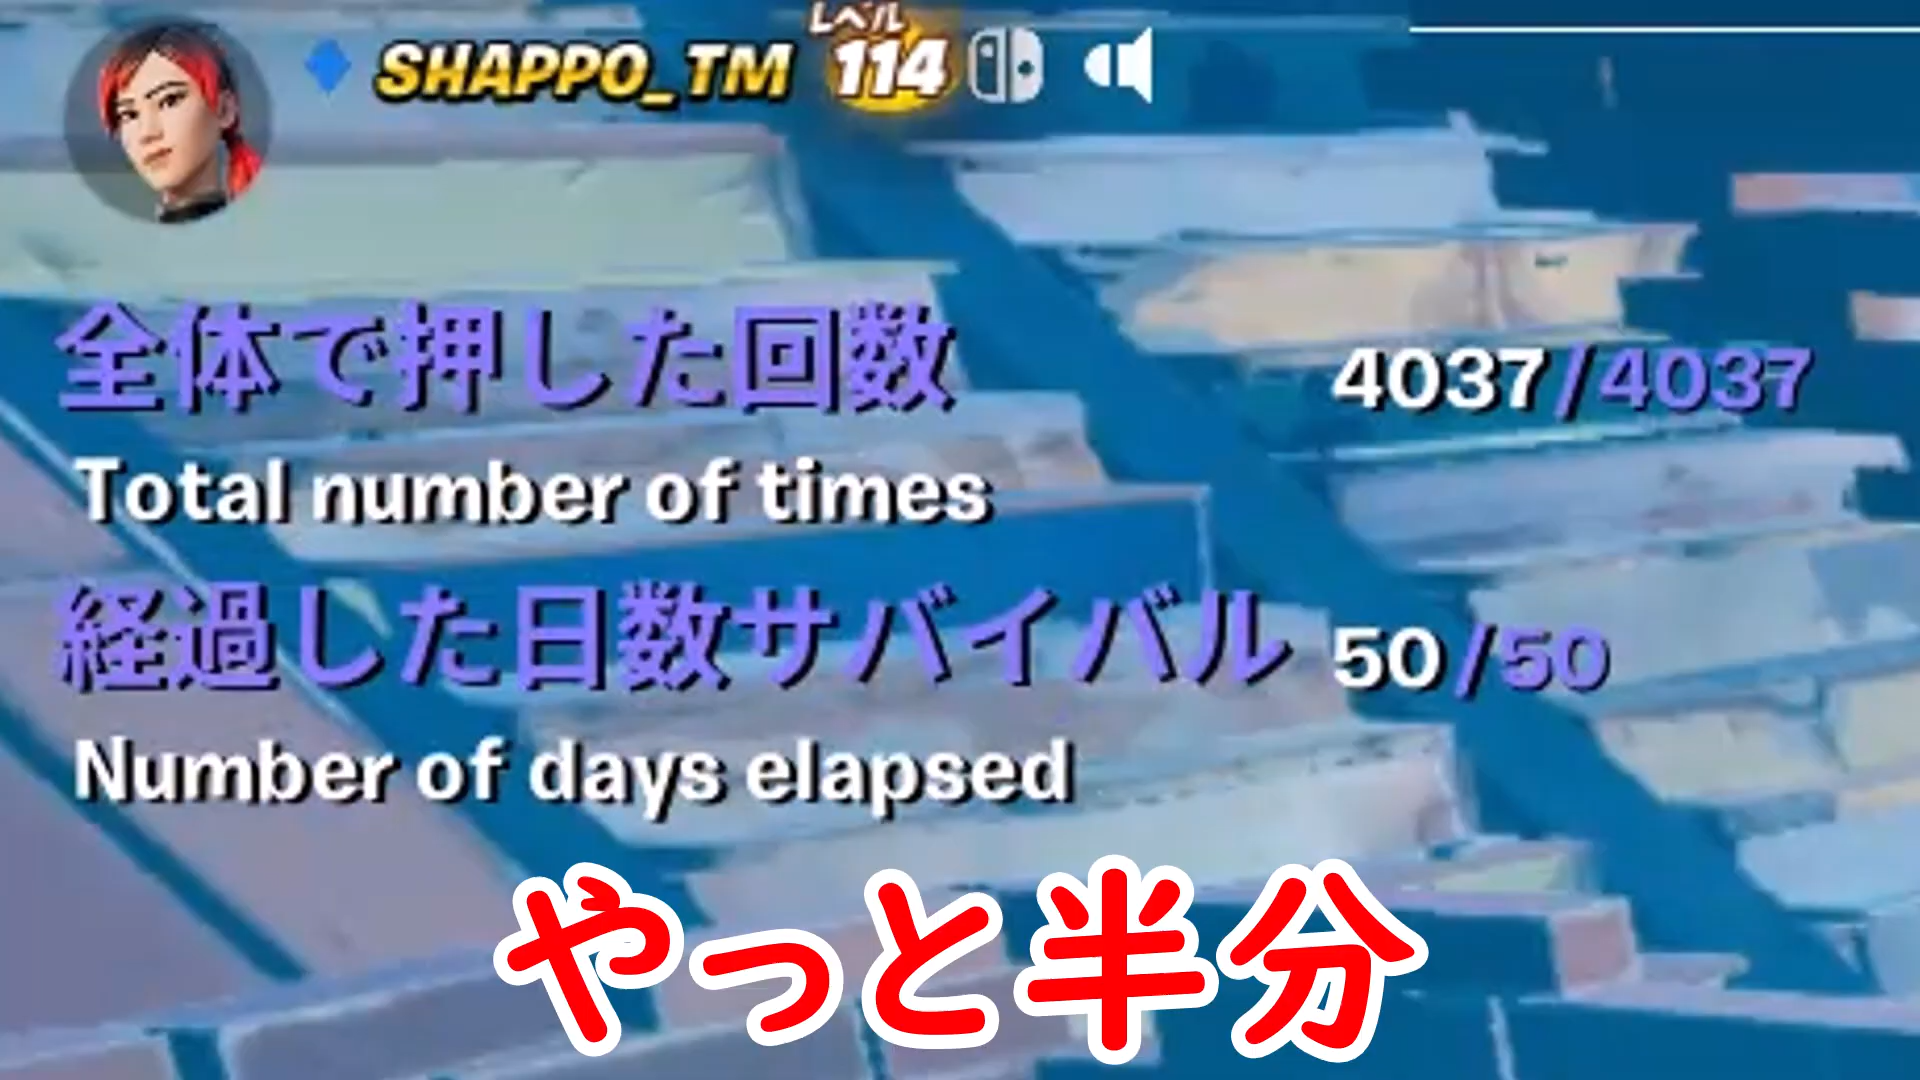 レベル
SHAPPO_TM 114
全体で押した回数 4037/4037
Total number of times
経過した日数サバイバル 50/50
Number of days elapsed
やっと半分